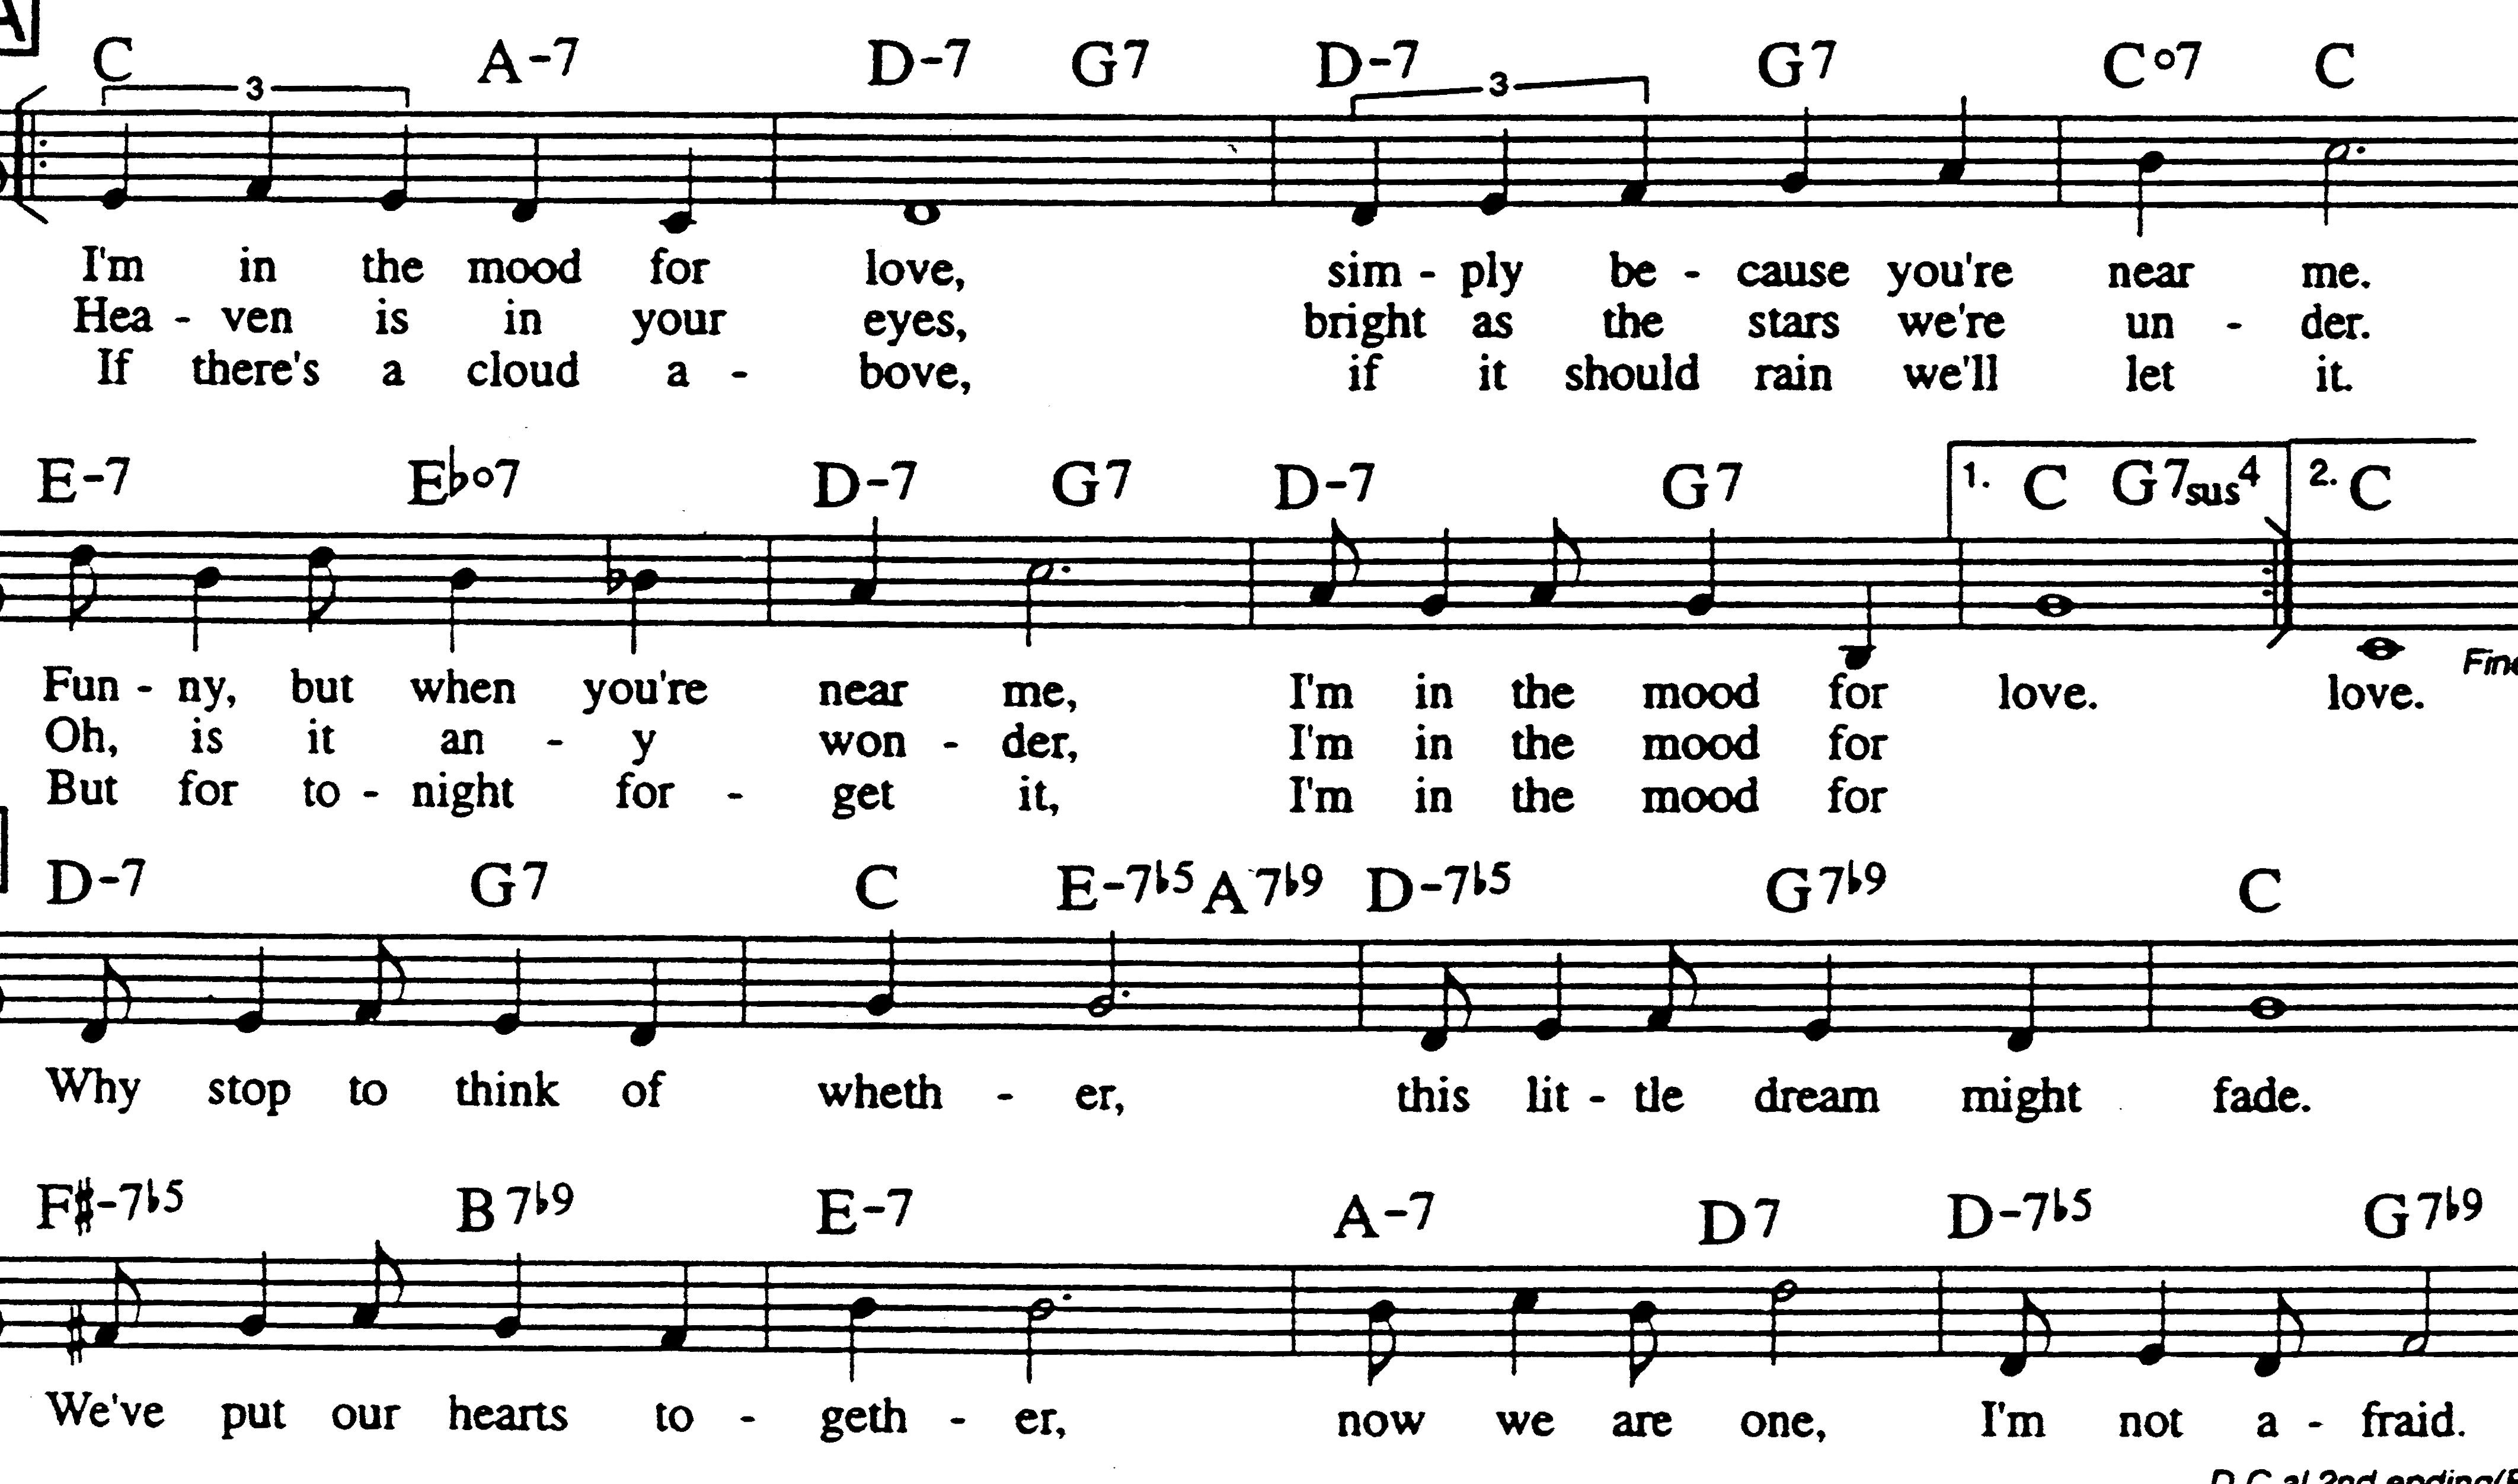 A
C A-7 D-7 G7 D-7 G7 C°7 C
3 3
I'm in the mood for love, sim - ply be - cause you're near me.
Hea - ven is in your eyes, bright as the stars we're un - der.
If there's a cloud a - bove, if it should rain we'll let it.
E-7 E♭°7 D-7 G7 D-7 G7 1. C G7sus4 2. C
Fine
Fun - ny, but when you're near me, I'm in the mood for love. love.
Oh, is it an - y won - der, I'm in the mood for
But for to - night for - get it, I'm in the mood for
D-7 G7 C E-7♭5 A7♭9 D-7♭5 G7♭9 C
Why stop to think of wheth - er, this lit - tle dream might fade.
F♯-7♭5 B7♭9 E-7 A-7 D7 D-7♭5 G7♭9
We've put our hearts to - geth - er, now we are one, I'm not a - fraid.
D.C. al 2nd ending(F